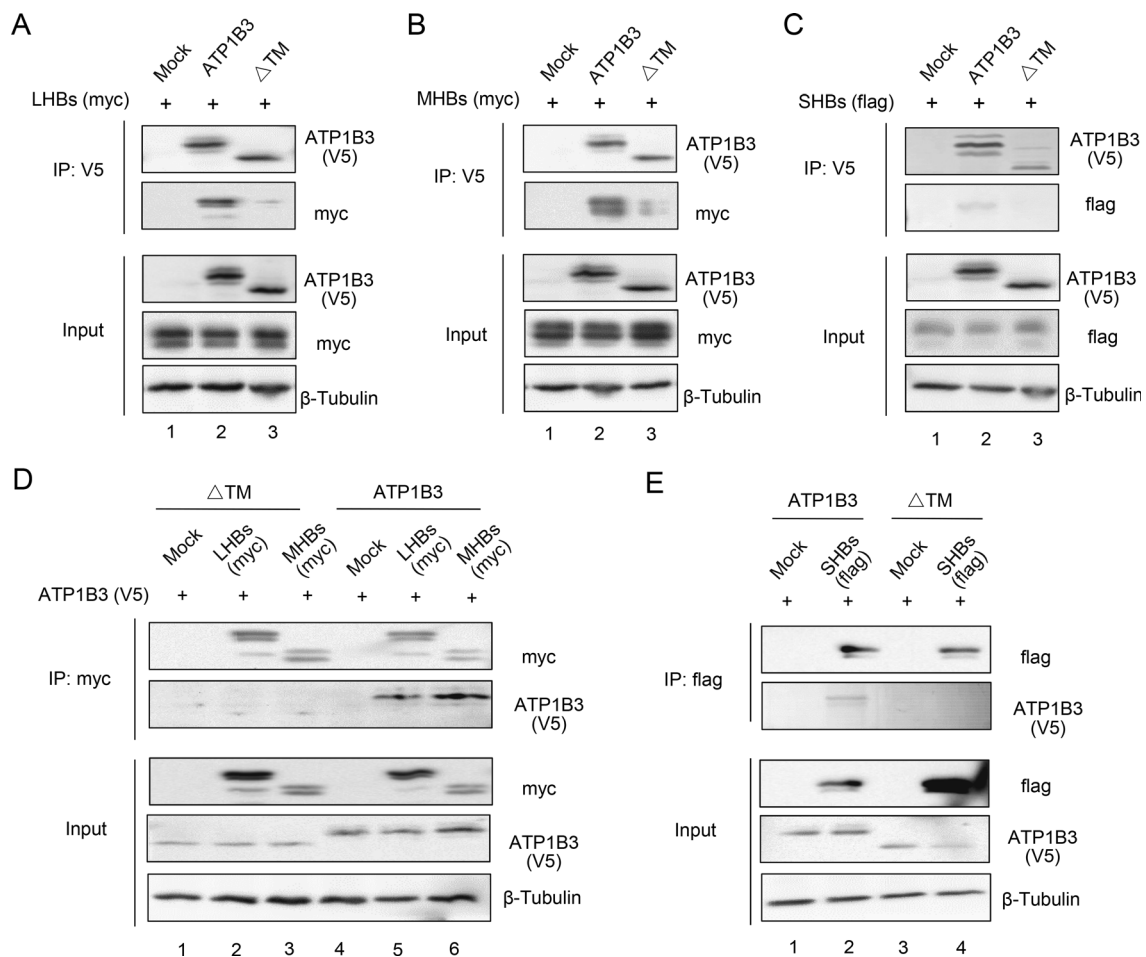 A
Mock ATP1B3 △TM
LHBs (myc) + + +
IP: V5
ATP1B3
(V5)
myc
Input
ATP1B3
(V5)
myc
β-Tubulin
1 2 3
B
Mock ATP1B3 △TM
MHBs (myc) + + +
IP: V5
ATP1B3
(V5)
myc
Input
ATP1B3
(V5)
myc
β-Tubulin
1 2 3
C
Mock ATP1B3 △TM
SHBs (flag) + + +
IP: V5
ATP1B3
(V5)
flag
Input
ATP1B3
(V5)
flag
β-Tubulin
1 2 3
D
△TM ATP1B3
Mock LHBs (myc) MHBs (myc) Mock LHBs (myc) MHBs (myc)
ATP1B3 (V5) + + + + + +
IP: myc
myc
ATP1B3
(V5)
Input
myc
ATP1B3
(V5)
β-Tubulin
1 2 3 4 5 6
E
ATP1B3 △TM
Mock SHBs (flag) Mock SHBs (flag)
+ + + +
IP: flag
flag
ATP1B3
(V5)
Input
flag
ATP1B3
(V5)
β-Tubulin
1 2 3 4